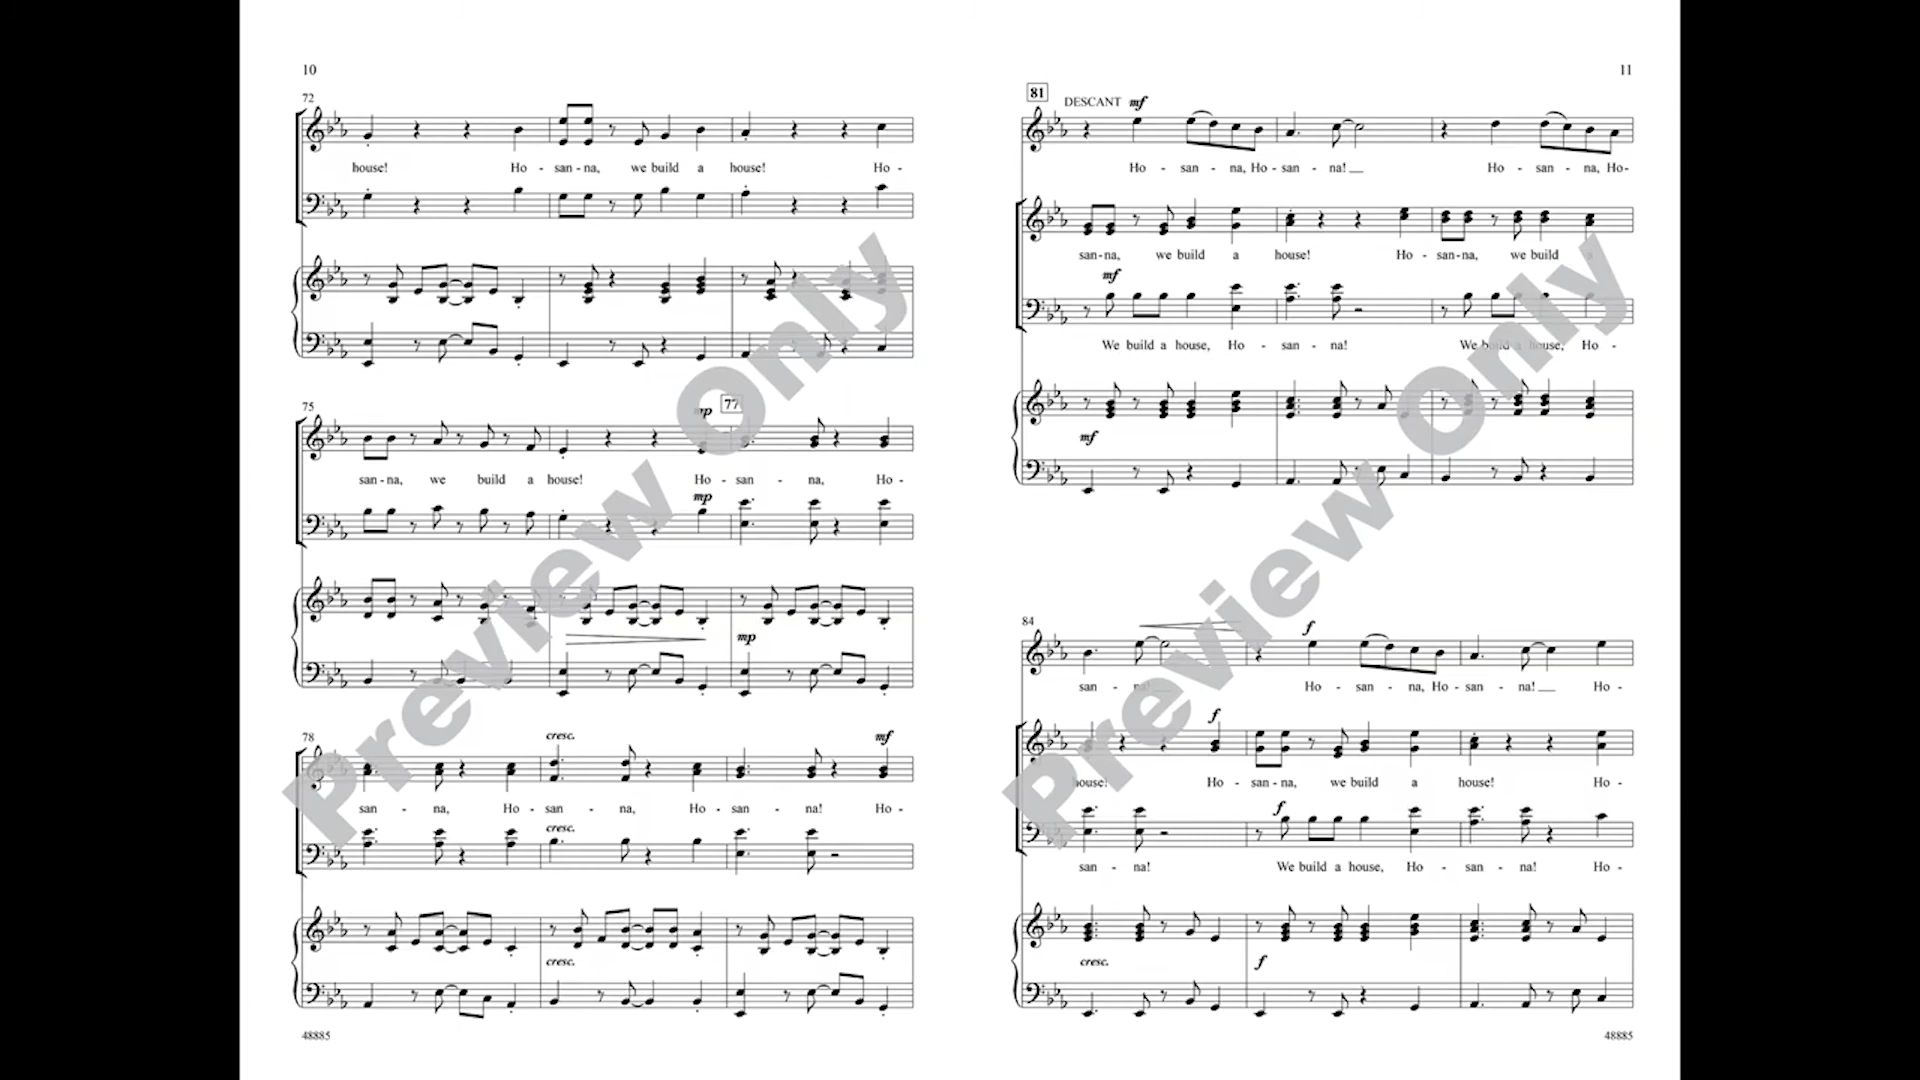 10
72
house! Ho - san - na, we build a house! Ho -
75
mp 77
san - na, we build a house! Ho - san - na, Ho -
mp
mp
78
cresc. mf
san - na, Ho - san - na, Ho - san - na! Ho -
cresc.
cresc.
48885
11
81 DESCANT mf
Ho - san - na, Ho - san - na! Ho - san - na, Ho -
san - na, we build a house! Ho - san - na, we build a
mf
We build a house, Ho - san - na! We build a house, Ho -
mf
84
f
san - na! Ho - san - na, Ho - san - na! Ho -
f
house! Ho - san - na, we build a house! Ho -
f
san - na! We build a house, Ho - san - na! Ho -
cresc. f
48885
Preview Only
Preview Only